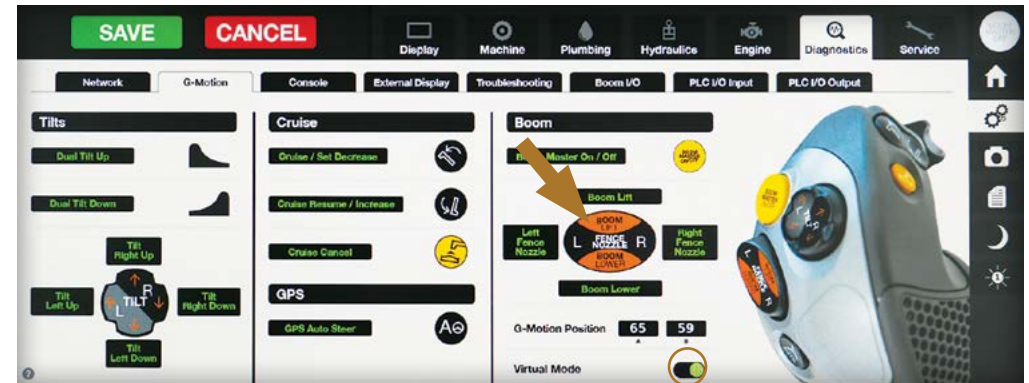 SAVE
CANCEL
Display
Machine
Plumbing
Hydraulics
Engine
Diagnostics
Service
Network
G-Motion
Console
External Display
Troubleshooting
Boom I/O
PLC I/O Input
PLC I/O Output
Tilts
Dual Tilt Up
Dual Tilt Down
Tilt
Right Up
Tilt
Left Up
R
TILT
L
Tilt
Right Down
Tilt
Left Down
Cruise
Cruise / Set Decrease
Cruise Resume / Increase
Cruise Cancel
GPS
GPS Auto Steer
Boom
Master On / Off
BOOM
MASTER
ON/OFF
Boom Lift
Left
Fence
Nozzle
BOOM
LIFT
L FENCE R
NOZZLE
BOOM
LOWER
Right
Fence
Nozzle
Boom Lower
G-Motion Position 65 59
Virtual Mode